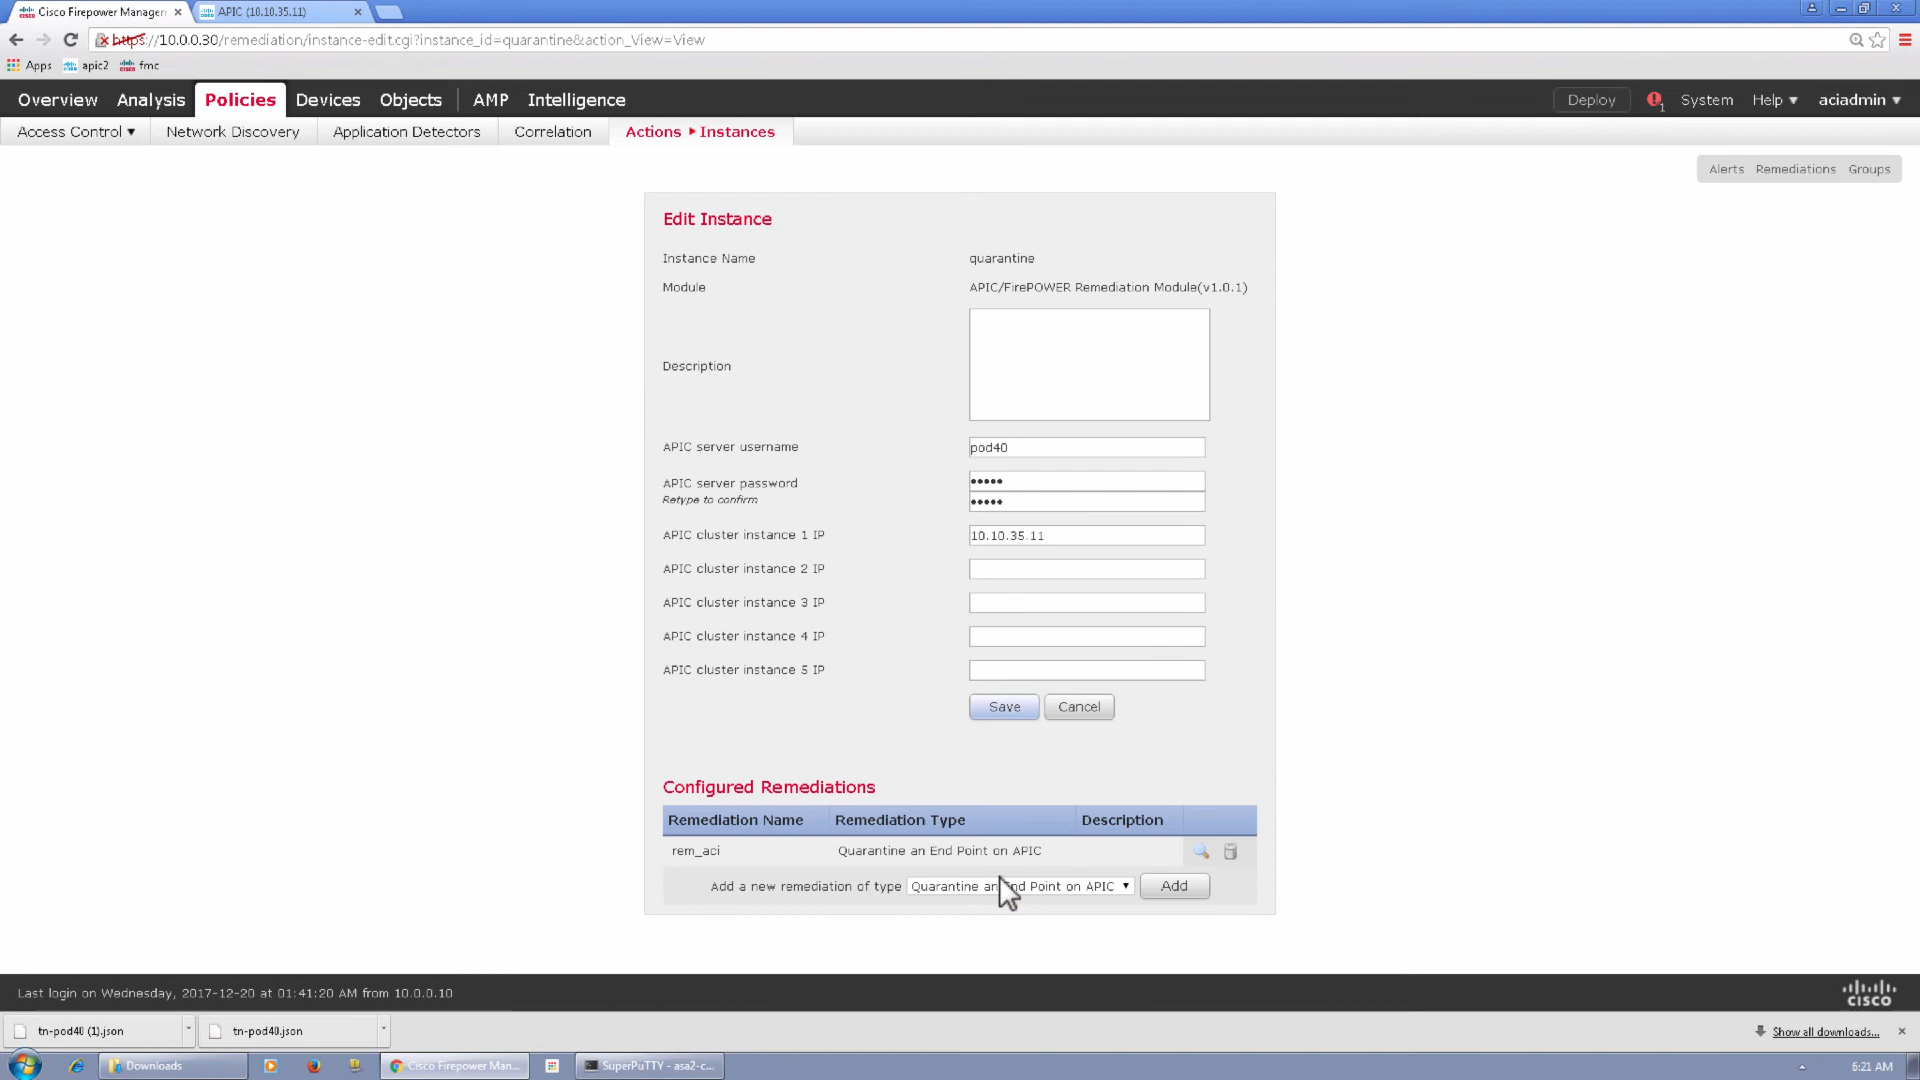 Cisco Firepower Managem
APIC (10.10.35.11)
https://10.0.0.30/remediation/instance-edit.cgi?instance_id=quarantine&action_View=View
Apps apic2 fmc
Overview Analysis Policies Devices Objects AMP Intelligence Deploy 1 System Help aciadmin
Access Control Network Discovery Application Detectors Correlation Actions Instances
Alerts Remediations Groups
Edit Instance
Instance Name quarantine
Module APIC/FirePOWER Remediation Module(v1.0.1)
Description
APIC server username pod40
APIC server password •••••
Retype to confirm •••••
APIC cluster instance 1 IP 10.10.35.11
APIC cluster instance 2 IP
APIC cluster instance 3 IP
APIC cluster instance 4 IP
APIC cluster instance 5 IP
Save Cancel
Configured Remediations
Remediation Name Remediation Type Description
rem_aci Quarantine an End Point on APIC
Add a new remediation of type Quarantine an End Point on APIC Add
Last login on Wednesday, 2017-12-20 at 01:41:20 AM from 10.0.0.10
CISCO
tn-pod40 (1).json tn-pod40.json Show all downloads...
Downloads Cisco Firepower Man... SuperPuTTY - asa2-c... 6:21 AM